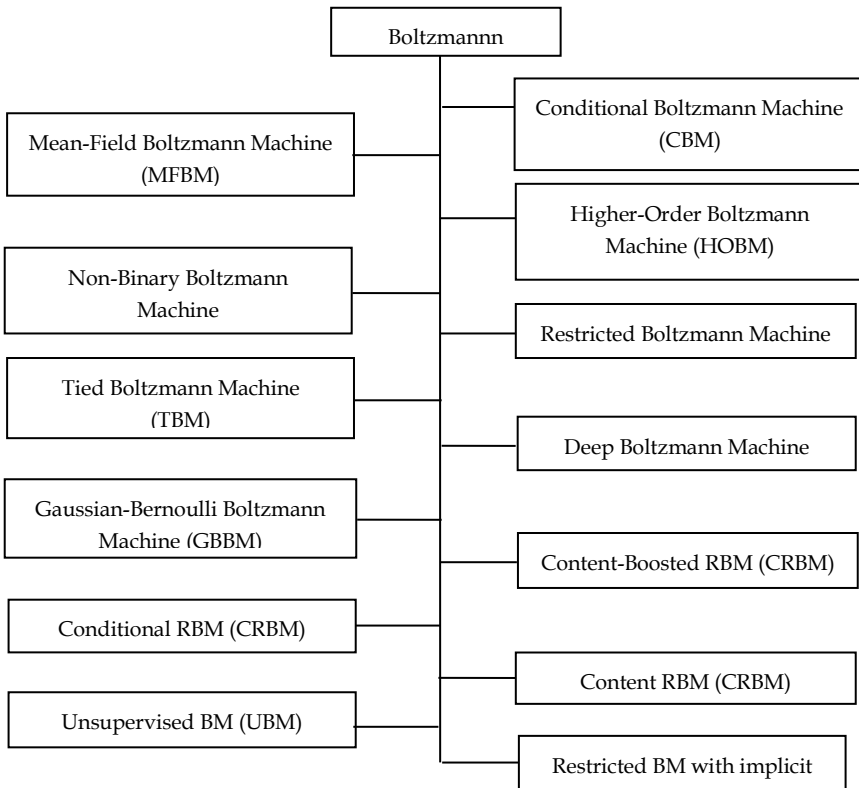 Boltzmannn
Conditional Boltzmann Machine
(CBM)
Mean-Field Boltzmann Machine
(MFBM)
Higher-Order Boltzmann
Machine (HOBM)
Non-Binary Boltzmann
Machine
Restricted Boltzmann Machine
Tied Boltzmann Machine
(TBM)
Deep Boltzmann Machine
Gaussian-Bernoulli Boltzmann
Machine (GBBM)
Content-Boosted RBM (CRBM)
Conditional RBM (CRBM)
Content RBM (CRBM)
Unsupervised BM (UBM)
Restricted BM with implicit